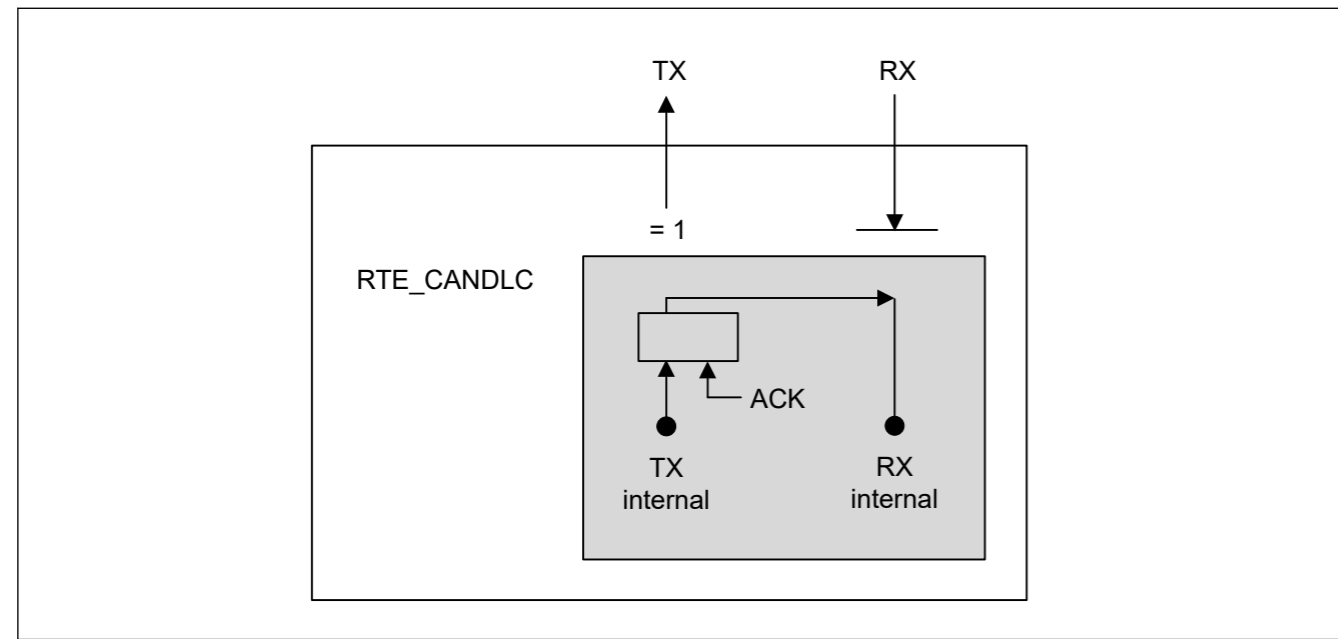 TX
RX
= 1
RTE_CANDLC
ACK
TX
internal
RX
internal